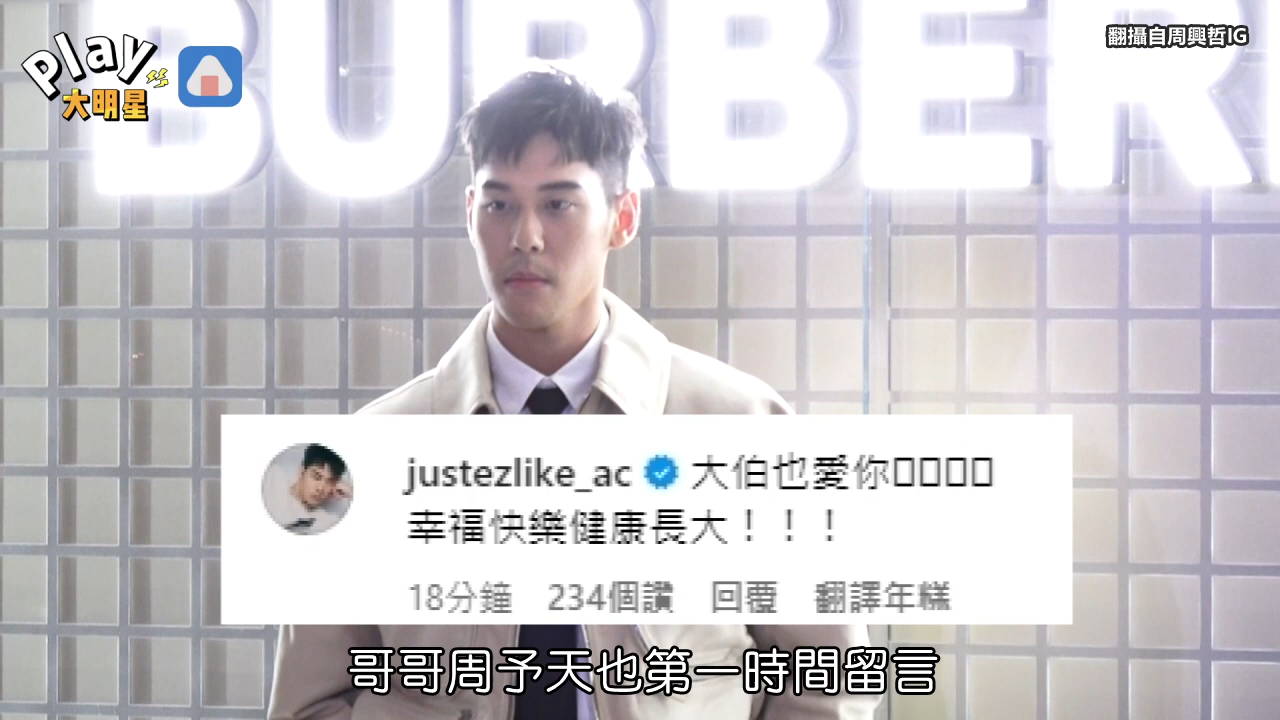 Play
大明星
BURBER
翻攝自周興哲IG
justezlike_ac 大伯也愛你
幸福快樂健康長大！！！
18分鐘 234個讚 回覆 翻譯年糕
哥哥周予天也第一時間留言